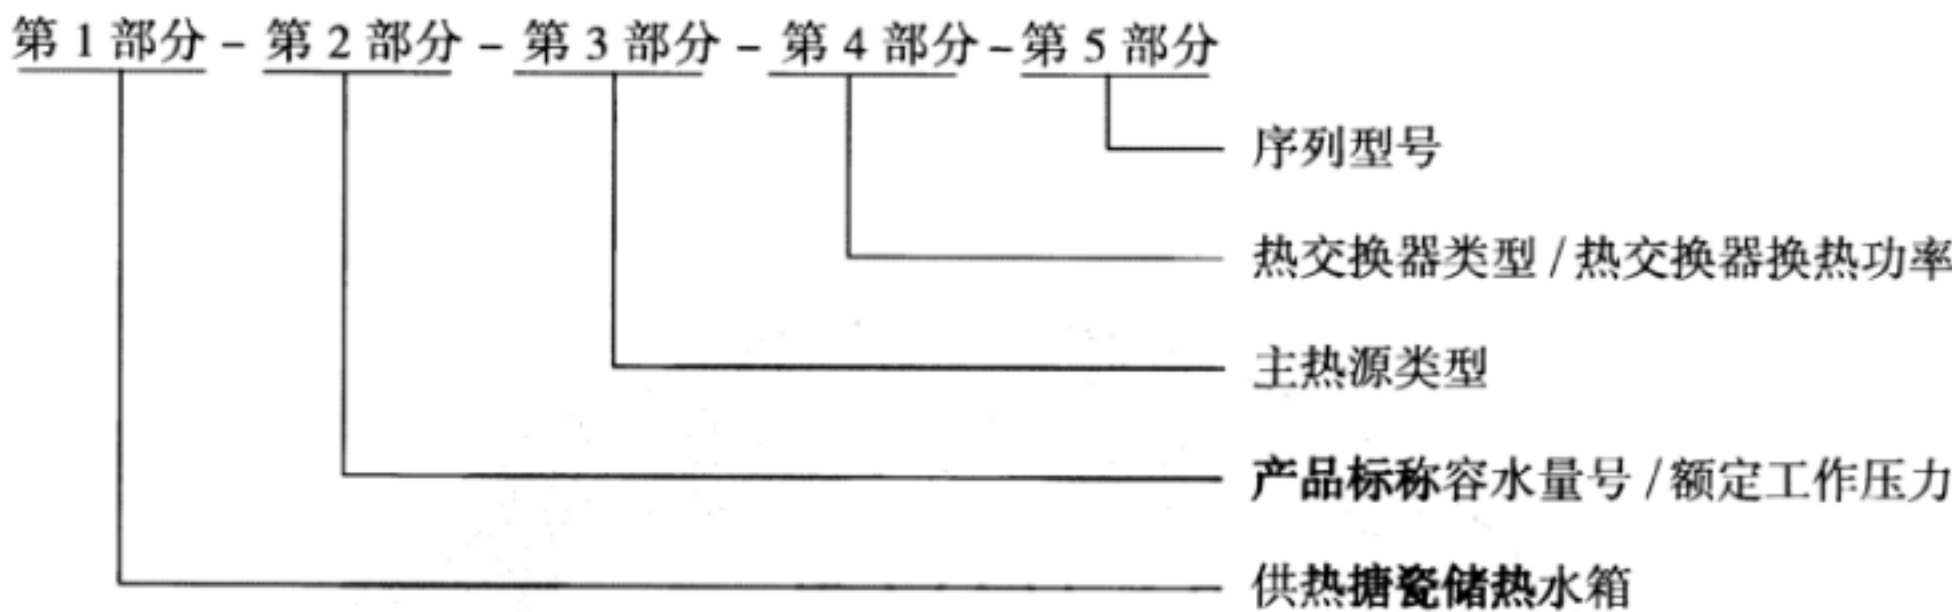 第 1 部分 – 第 2 部分 – 第 3 部分 – 第 4 部分 – 第 5 部分
序列型号
热交换器类型 / 热交换器换热功率
主热源类型
产品标称容水量号 / 额定工作压力
供热搪瓷储热水箱